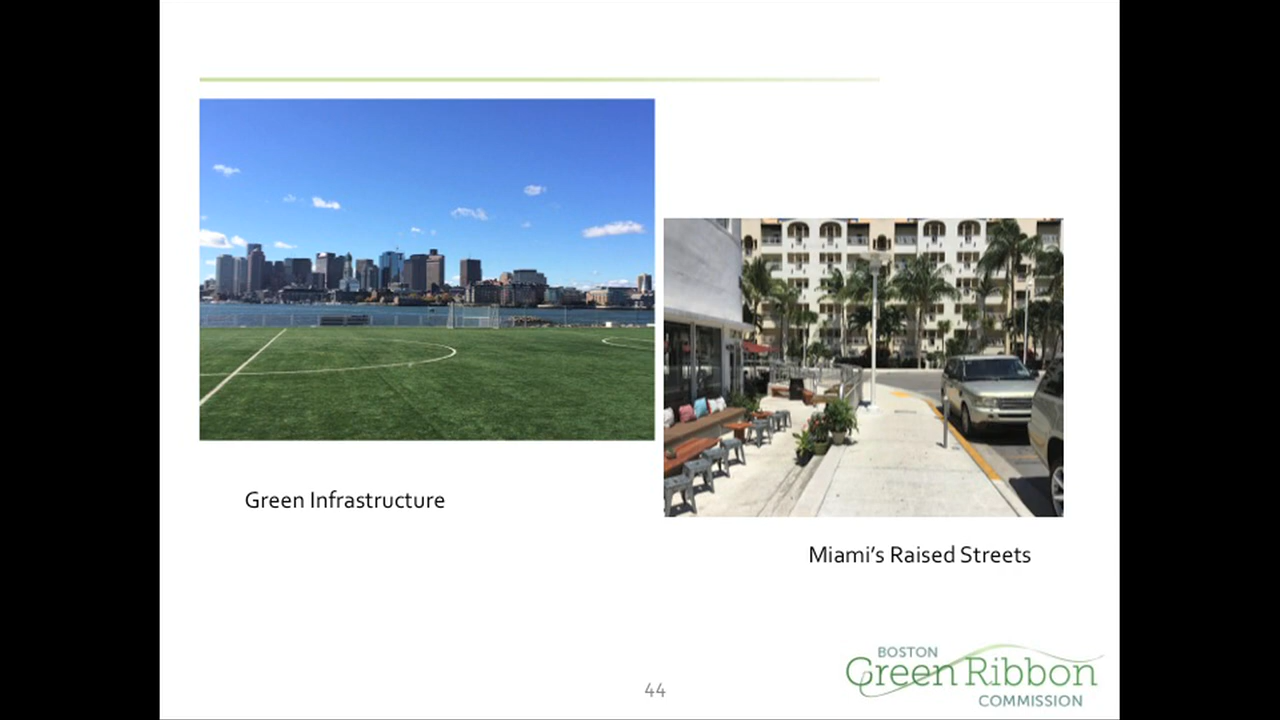 Green Infrastructure
Miami's Raised Streets
44
BOSTON
Green Ribbon
COMMISSION